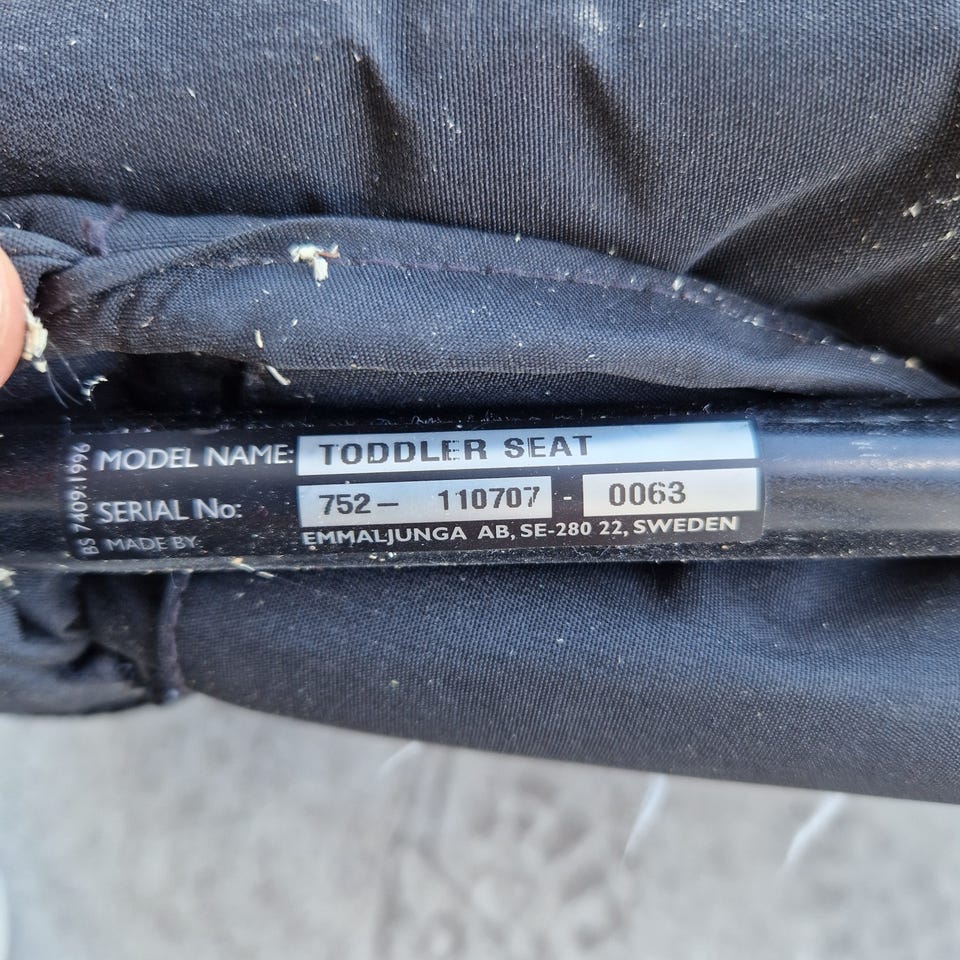 MODEL NAME: TODDLER SEAT
SERIAL No: 752- 110707 - 0063
MADE BY EMMALJUNGA AB, SE-280 22, SWEDEN
BS 7409:1996